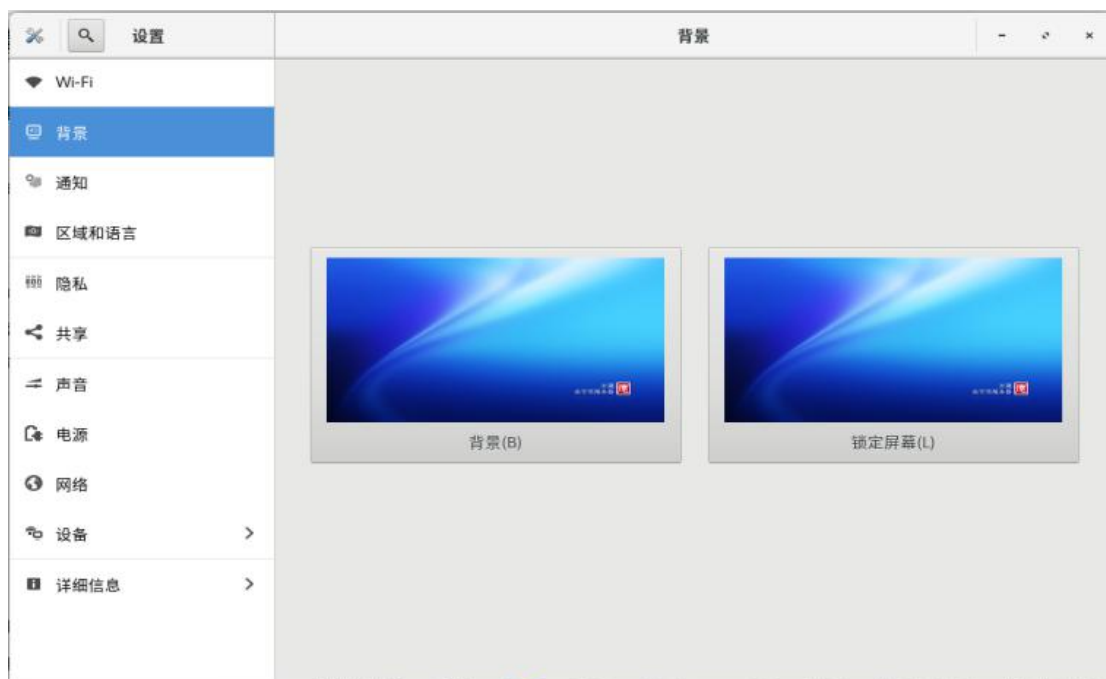 设置
背景
Wi-Fi
背景
通知
区域和语言
隐私
共享
声音
电源
网络
设备
详细信息
背景(B)
锁定屏幕(L)